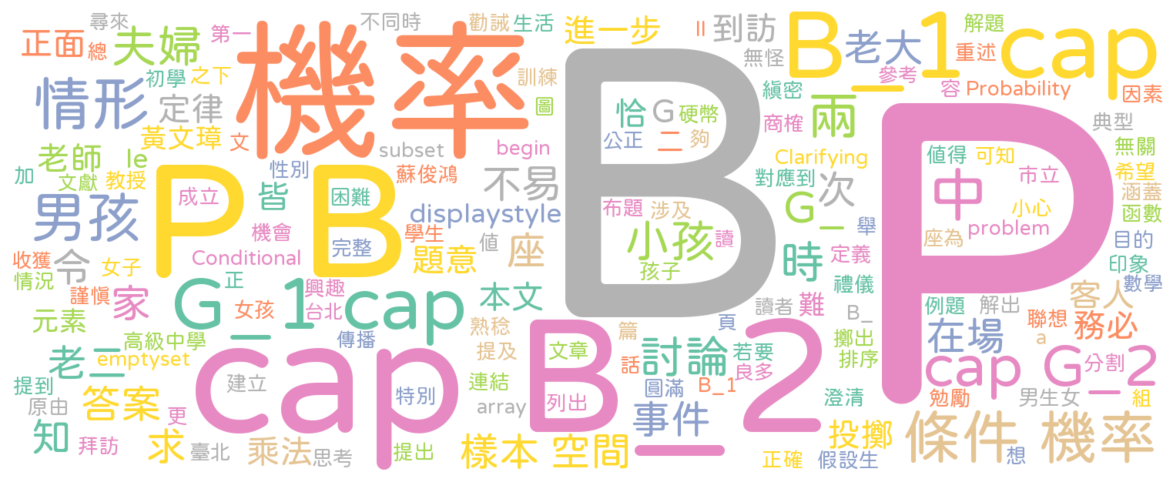 尋來 不同時 勸誡 生活 進一步 II 到訪 B_1 cap 解題
正面 總 夫婦 第一 機率 無怪 老大 重述
初學 之下 訓練 縝密 參考 容 Probability 因素
情形 定律 圖 恰 G 硬幣 商榷 兩 典型
黃文璋 文 subset begin 公正 二 夠
老師 le 性別 蘇俊鴻 不易 Clarifying 值得 可知 無關
加 文獻 教授 皆 困難 對應到 次 中 市立 希望
成立 P B displaystyle 布題 涉及 G_ 涵蓋
男孩 機會 學生 小孩 讀 舉 小心 函數
完整 值 座 時 定義 座為 problem
收獲 令 女子 Conditional 題意 孩子 目的
情況 正 興趣 禮儀 印象
謹慎 家 G_1 cap 女孩 台北 本文 B P 讀者 難 B_ 例題 解出 客人 數學
元素 高級中學 傳播 熟稔 篇 頁 擲出 在場 聯想 a 務必
老二 emptyset 提及 話 文章 討論 若要 排序
提到 建立 cap 特別 連結 B_2 圓滿 B_1 良多 cap G_2 分割
原由 答案 更 array 列出 澄清 勉勵 男生女 組
知 拜訪 求 臺北 乘法 思考 提出 樣本 空間 事件 投擲 條件 機率
正確 假設生 想